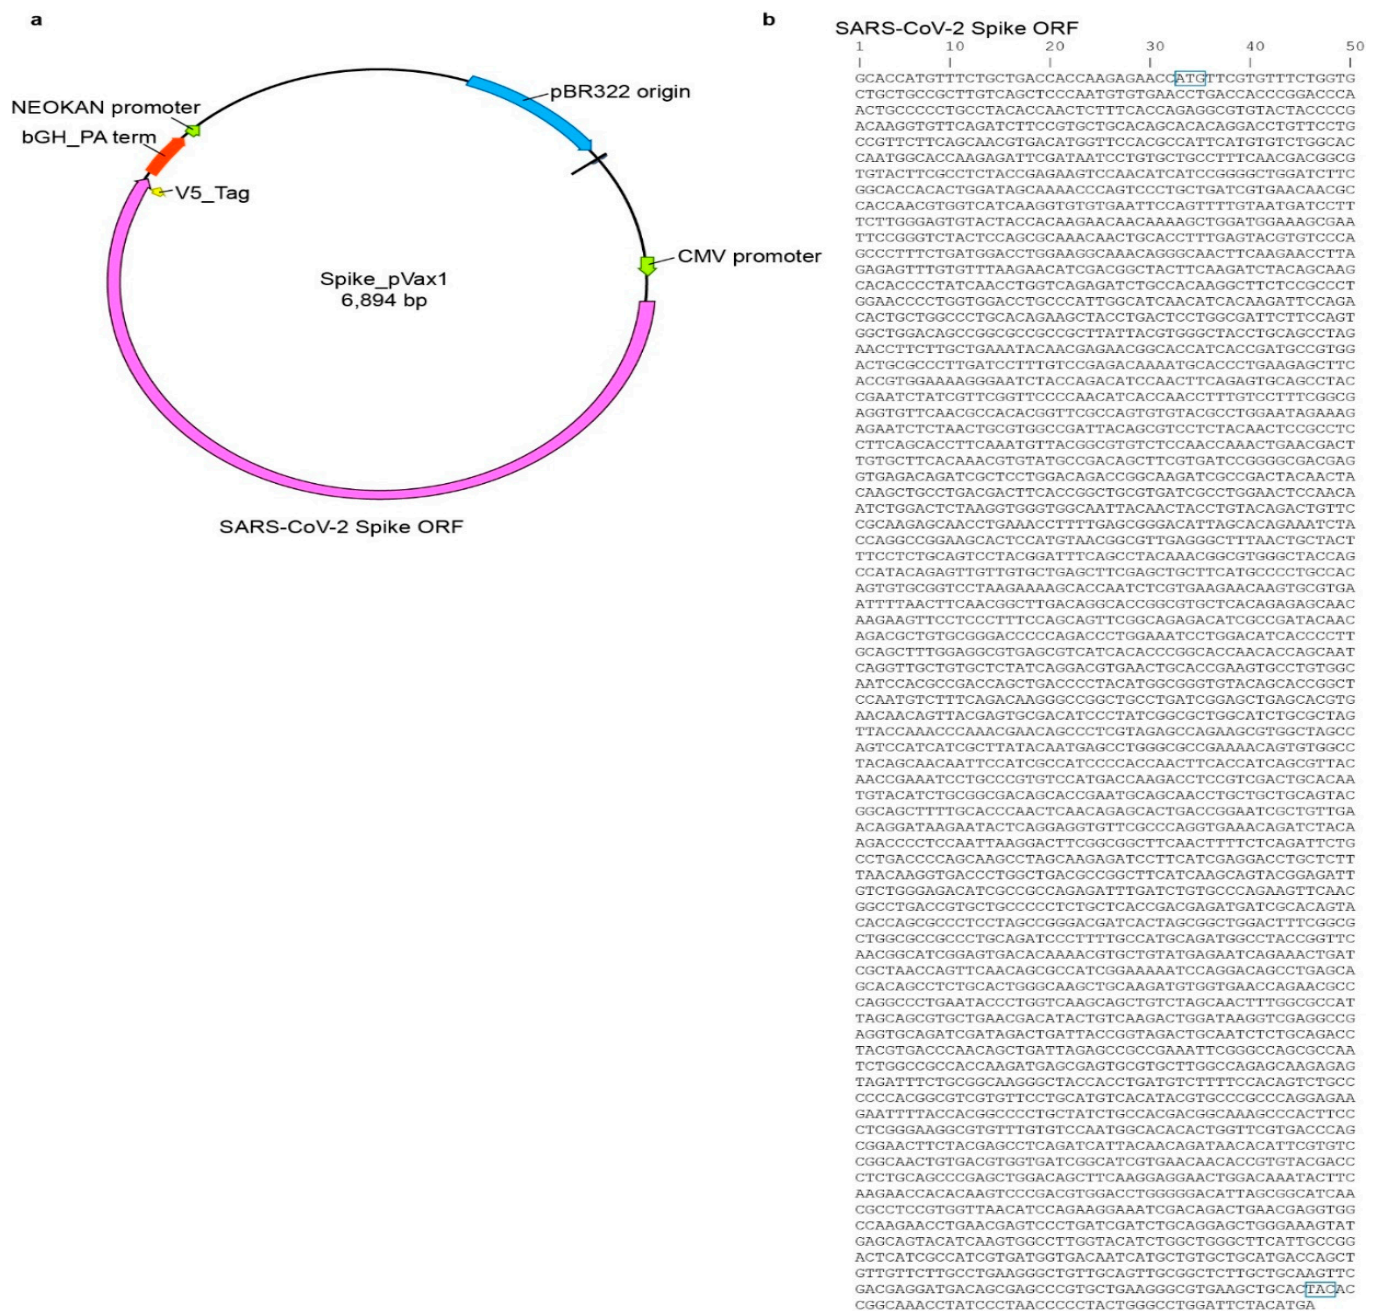 a
NEOKAN promoter
bGH_PA term
V5_Tag
pBR322 origin
CMV promoter
Spike_pVax1
6,894 bp
SARS-CoV-2 Spike ORF
b
SARS-CoV-2 Spike ORF
1 10 20 30 40 50
GCACCATGTTTCTGCTGACCACCAAGAGAACCATGTTCGTGTTTCTGGTG
CTGCTGCCGCTTGTCAGCTCCCAATGTGTGAACCTGACCACCCGGACCCA
ACTGCCCCCTGCCTACACCAACTCTTTCACCAGAGGCGTGTACTACCCCG
ACAAGGTGTTCAGATCTTCCGTGCTGCACAGCACACAGGACCTGTTCCTG
CCGTTCTTCAGCAACGTGACATGGTTCCACGCCATTCATGTGTCTGGCAC
CAATGGCACCAAGAGATTCGATAATCCTGTGCTGCCTTTCAACGACGGCG
TGTACTTCGCCTCTACCGAGAAGTCCAACATCATCCGGGGCTGGATCTTC
GGCACCACACTGGATAGCAAAACCCAGTCCCTGCTGATCGTGAACAACGC
CACCAACGTGGTCATCAAGGTGTGTGAATTCCAGTTTTGTAATGATCCTT
TCTTGGGAGTGTACTACCACAAGAACAACAAAAGCTGGATGGAAAGCGAA
TTCCGGGTCTACTCCAGCGCAAACAACTGCACCTTTGAGTACGTGTCCCA
GCCCTTTCTGATGGACCTGGAAGGCAAACAGGGCAACTTCAAGAACCTTA
GAGAGTTTGTGTTTAAGAACATCGACGGCTACTTCAAGATCTACAGCAAG
CACACCCCTATCAACCTGGTCAGAGATCTGCCACAAGGCTTCTCCGCCCT
GGAACCCCTGGTGGACCTGCCCATTGGCATCAACATCACAAGATTCCAGA
CACTGCTGGCCCTGCACAGAAGCTACCTGACTCCTGGCGATTCTTCCAGT
GGCTGGACAGCCGGCGCCGCCGCTTATTACGTGGGCTACCTGCAGCCTAG
AACCTTCTTGCTGAAATACAACGAGAACGGCACCATCACCGATGCCGTGG
ACTGCGCCCTTGATCCTTTGTCCGAGACAAAATGCACCCTGAAGAGCTTC
ACCGTGGAAAAGGGAATCTACCAGACATCCAACTTCAGAGTGCAGCCTAC
CGAATCTATCGTTCGGTTCCCCAACATCACCAACCTTTGTCCTTTCGGCG
AGGTGTTCAACGCCACACGGTTCGCCAGTGTGTACGCCTGGAATAGAAAG
AGAATCTCTAACTGCGTGGCCGATTACAGCGTCCTCTACAACTCCGCCTC
CTTCAGCACCTTCAAATGTTACGGCGTGTCTCCAACCAAACTGAACGACT
TGTGCTTCACAAACGTGTATGCCGACAGCTTCGTGATCCGGGGCGACGAG
GTGAGACAGATCGCTCCTGGACAGACCGGCAAGATCGCCGACTACAACTA
CAAGCTGCCTGACGACTTCACCGGCTGCGTGATCGCCTGGAACTCCAACA
ATCTGGACTCTAAGGTGGGTGGCAATTACAACTACCTGTACAGACTGTTC
CGCAAGAGCAACCTGAAACCTTTTGAGCGGGACATTAGCACAGAAATCTA
CCAGGCCGGAAGCACTCCATGTAACGGCGTTGAGGGCTTTAACTGCTACT
TTCCTCTGCAGTCCTACGGATTTCAGCCTACAAACGGCGTGGGCTACCAG
CCATACAGAGTTGTTGTGCTGAGCTTCGAGCTGCTTCATGCCCCTGCCAC
AGTGTGCGGTCCTAAGAAAAGCACCAATCTCGTGAAGAACAAGTGCGTGA
ATTTTAACTTCAACGGCTTGACAGGCACCGGCGTGCTCACAGAGAGCAAC
AAGAAGTTCCTCCCTTTCCAGCAGTTCGGCAGAGACATCGCCGATACAAC
AGACGCTGTGCGGGACCCCCAGACCCTGGAAATCCTGGACATCACCCCTT
GCAGCTTTGGAGGCGTGAGCGTCATCACACCCGGCACCAACACCAGCAAT
CAGGTTGCTGTGCTCTATCAGGACGTGAACTGCACCGAAGTGCCTGTGGC
AATCCACGCCGACCAGCTGACCCCTACATGGCGGGTGTACAGCACCGGCT
CCAATGTCTTTCAGACAAGGGCCGGCTGCCTGATCGGAGCTGAGCACGTG
AACAACAGTTACGAGTGCGACATCCCTATCGGCGCTGGCATCTGCGCTAG
TTACCAAACCCAAACGAACAGCCCTCGTAGAGCCAGAAGCGTGGCTAGCC
AGTCCATCATCGCTTATACAATGAGCCTGGGCGCCGAAAACAGTGTGGCC
TACAGCAACAATTCCATCGCCATCCCCACCAACTTCACCATCAGCGTTAC
AACCGAAATCCTGCCCGTGTCCATGACCAAGACCTCCGTCGACTGCACAA
TGTACATCTGCGGCGACAGCACCGAATGCAGCAACCTGCTGCTGCAGTAC
GGCAGCTTTTGCACCCAACTCAACAGAGCACTGACCGGAATCGCTGTTGA
ACAGGATAAGAATACTCAGGAGGTGTTCGCCCAGGTGAAACAGATCTACA
AGACCCCTCCAATTAAGGACTTCGGCGGCTTCAACTTTTCTCAGATTCTG
CCTGACCCCAGCAAGCCTAGCAAGAGATCCTTCATCGAGGACCTGCTCTT
TAACAAGGTGACCCTGGCTGACGCCGGCTTCATCAAGCAGTACGGAGATT
GTCTGGGAGACATCGCCGCCAGAGATTTGATCTGTGCCCAGAAGTTCAAC
GGCCTGACCGTGCTGCCCCCTCTGCTCACCGACGAGATGATCGCACAGTA
CACCAGCGCCCTCCTAGCCGGGACGATCACTAGCGGCTGGACTTTCGGCG
CTGGCGCCGCCCTGCAGATCCCTTTTGCCATGCAGATGGCCTACCGGTTC
AACGGCATCGGAGTGACACAAAACGTGCTGTATGAGAATCAGAAACTGAT
CGCTAACCAGTTCAACAGCGCCATCGGAAAAATCCAGGACAGCCTGAGCA
GCACAGCCTCTGCACTGGGCAAGCTGCAAGATGTGGTGAACCAGAACGCC
CAGGCCCTGAATACCCTGGTCAAGCAGCTGTCTAGCAACTTTGGCGCCAT
TAGCAGCGTGCTGAACGACATACTGTCAAGACTGGATAAGGTCGAGGCCG
AGGTGCAGATCGATAGACTGATTACCGGTAGACTGCAATCTCTGCAGACC
TACGTGACCCAACAGCTGATTAGAGCCGCCGAAATTCGGGCCAGCGCCAA
TCTGGCCGCCACCAAGATGAGCGAGTGCGTGCTTGGCCAGAGCAAGAGAG
TAGATTTCTGCGGCAAGGGCTACCACCTGATGTCTTTTCCACAGTCTGCC
CCCCACGGCGTCGTGTTCCTGCATGTCACATACGTGCCCGCCCAGGAGAA
GAATTTTACCACGGCCCCTGCTATCTGCCACGACGGCAAAGCCCACTTCC
CTCGGGAAGGCGTGTTTGTGTCCAATGGCACACACTGGTTCGTGACCCAG
CGGAACTTCTACGAGCCTCAGATCATTACAACAGATAACACATTCGTGTC
CGGCAACTGTGACGTGGTGATCGGCATCGTGAACAACACCGTGTACGACC
CTCTGCAGCCCGAGCTGGACAGCTTCAAGGAGGAACTGGACAAATACTTC
AAGAACCACACAAGTCCCGACGTGGACCTGGGGGACATTAGCGGCATCAA
CGCCTCCGTGGTTAACATCCAGAAGGAAATCGACAGACTGAACGAGGTGG
CCAAGAACCTGAACGAGTCCCTGATCGATCTGCAGGAGCTGGGAAAGTAT
GAGCAGTACATCAAGTGGCCTTGGTACATCTGGCTGGGCTTCATTGCCGG
ACTCATCGCCATCGTGATGGTGACAATCATGCTGTGCTGCATGACCAGCT
GTTGTTCTTGCCTGAAGGGCTGTTGCAGTTGCGGCTCTTGCTGCAAGTTC
GACGAGGATGACAGCGAGCCCGTGCTGAAGGGCGTGAAGCTGCACTACAC
CGGCAAACCTATCCCTAACCCCCTACTGGGCCTGGATTCTACATGA